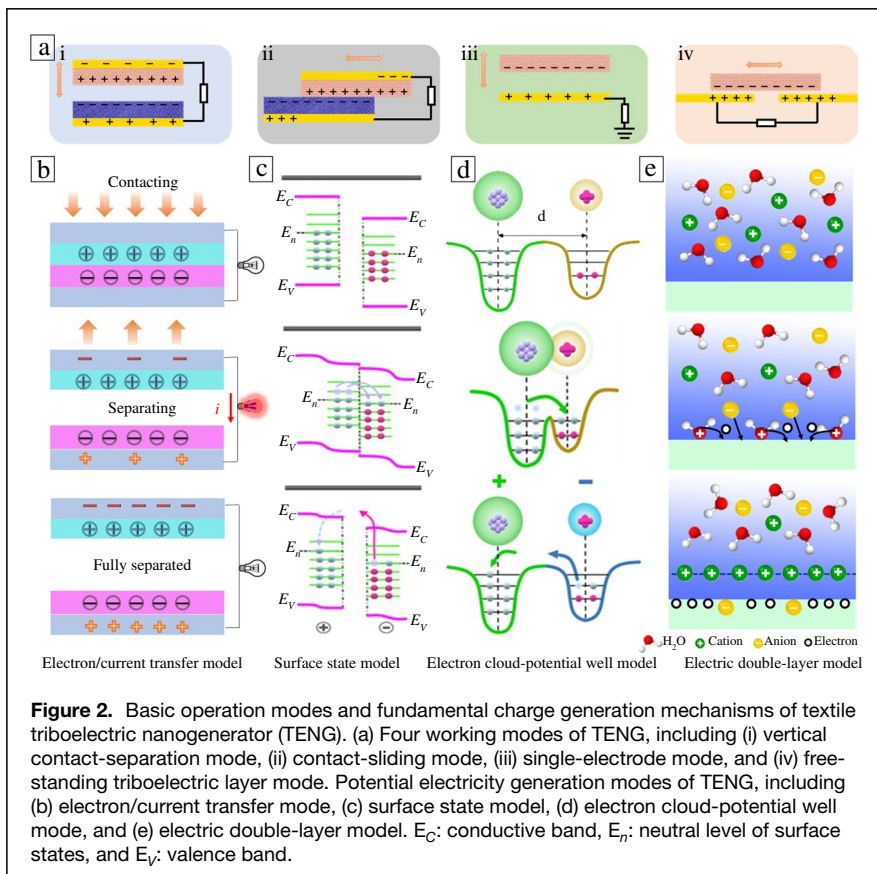 a
i
ii
iii
iv
b
Contacting
Separating
i
Fully separated
Electron/current transfer model
c
E_C
E_C
E_n
E_n
E_V
E_V
E_C
E_C
E_n
E_n
E_V
E_V
E_C
E_C
E_n
E_n
E_V
E_V
Surface state model
d
d
Electron cloud-potential well model
e
H₂O Cation Anion Electron
Electric double-layer model
Figure 2. Basic operation modes and fundamental charge generation mechanisms of textile
triboelectric nanogenerator (TENG). (a) Four working modes of TENG, including (i) vertical
contact-separation mode, (ii) contact-sliding mode, (iii) single-electrode mode, and (iv) free-
standing triboelectric layer mode. Potential electricity generation modes of TENG, including
(b) electron/current transfer mode, (c) surface state model, (d) electron cloud-potential well
mode, and (e) electric double-layer model. E_C: conductive band, E_n: neutral level of surface
states, and E_V: valence band.